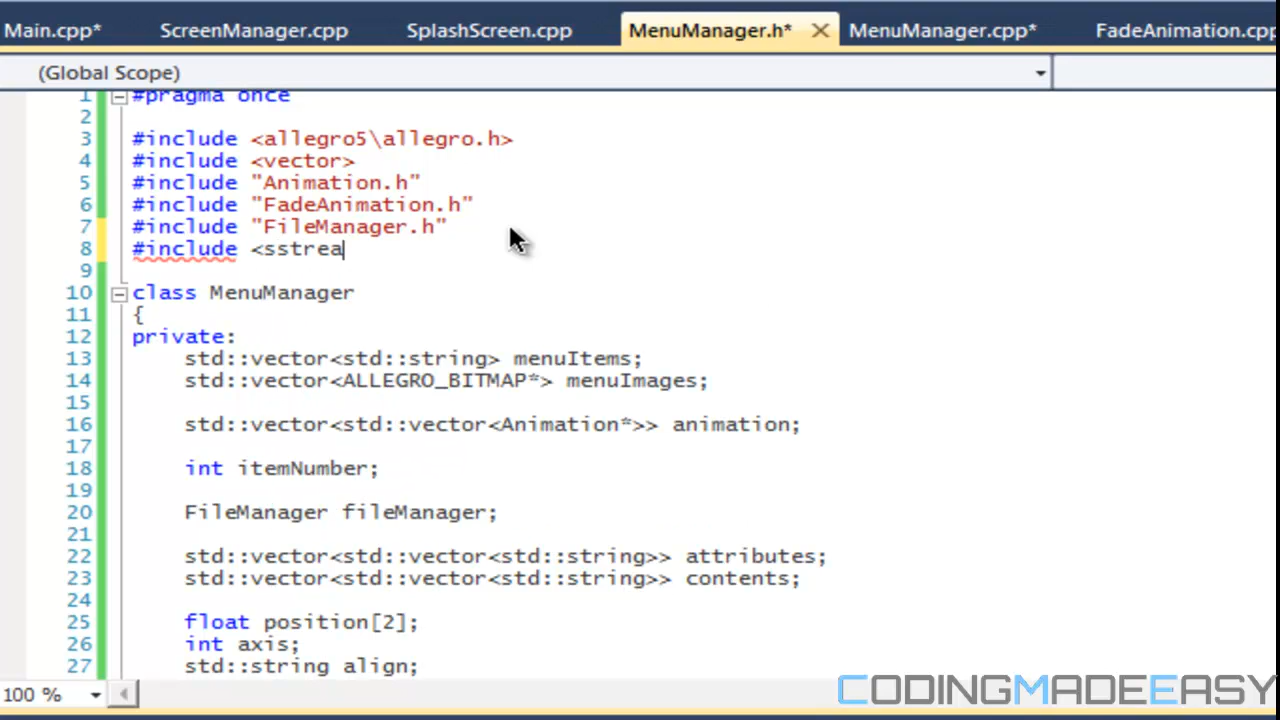 Main.cpp* ScreenManager.cpp SplashScreen.cpp MenuManager.h* MenuManager.cpp* FadeAnimation.cpp
(Global Scope)
1 #pragma once
2
3 #include <allegro5\allegro.h>
4 #include <vector>
5 #include "Animation.h"
6 #include "FadeAnimation.h"
7 #include "FileManager.h"
8 #include <sstrea
9
10 class MenuManager
11 {
12 private:
13 std::vector<std::string> menuItems;
14 std::vector<ALLEGRO_BITMAP*> menuImages;
15
16 std::vector<std::vector<Animation*>> animation;
17
18 int itemNumber;
19
20 FileManager fileManager;
21
22 std::vector<std::vector<std::string>> attributes;
23 std::vector<std::vector<std::string>> contents;
24
25 float position[2];
26 int axis;
27 std::string align;
100 %
CODINGMADEEASY